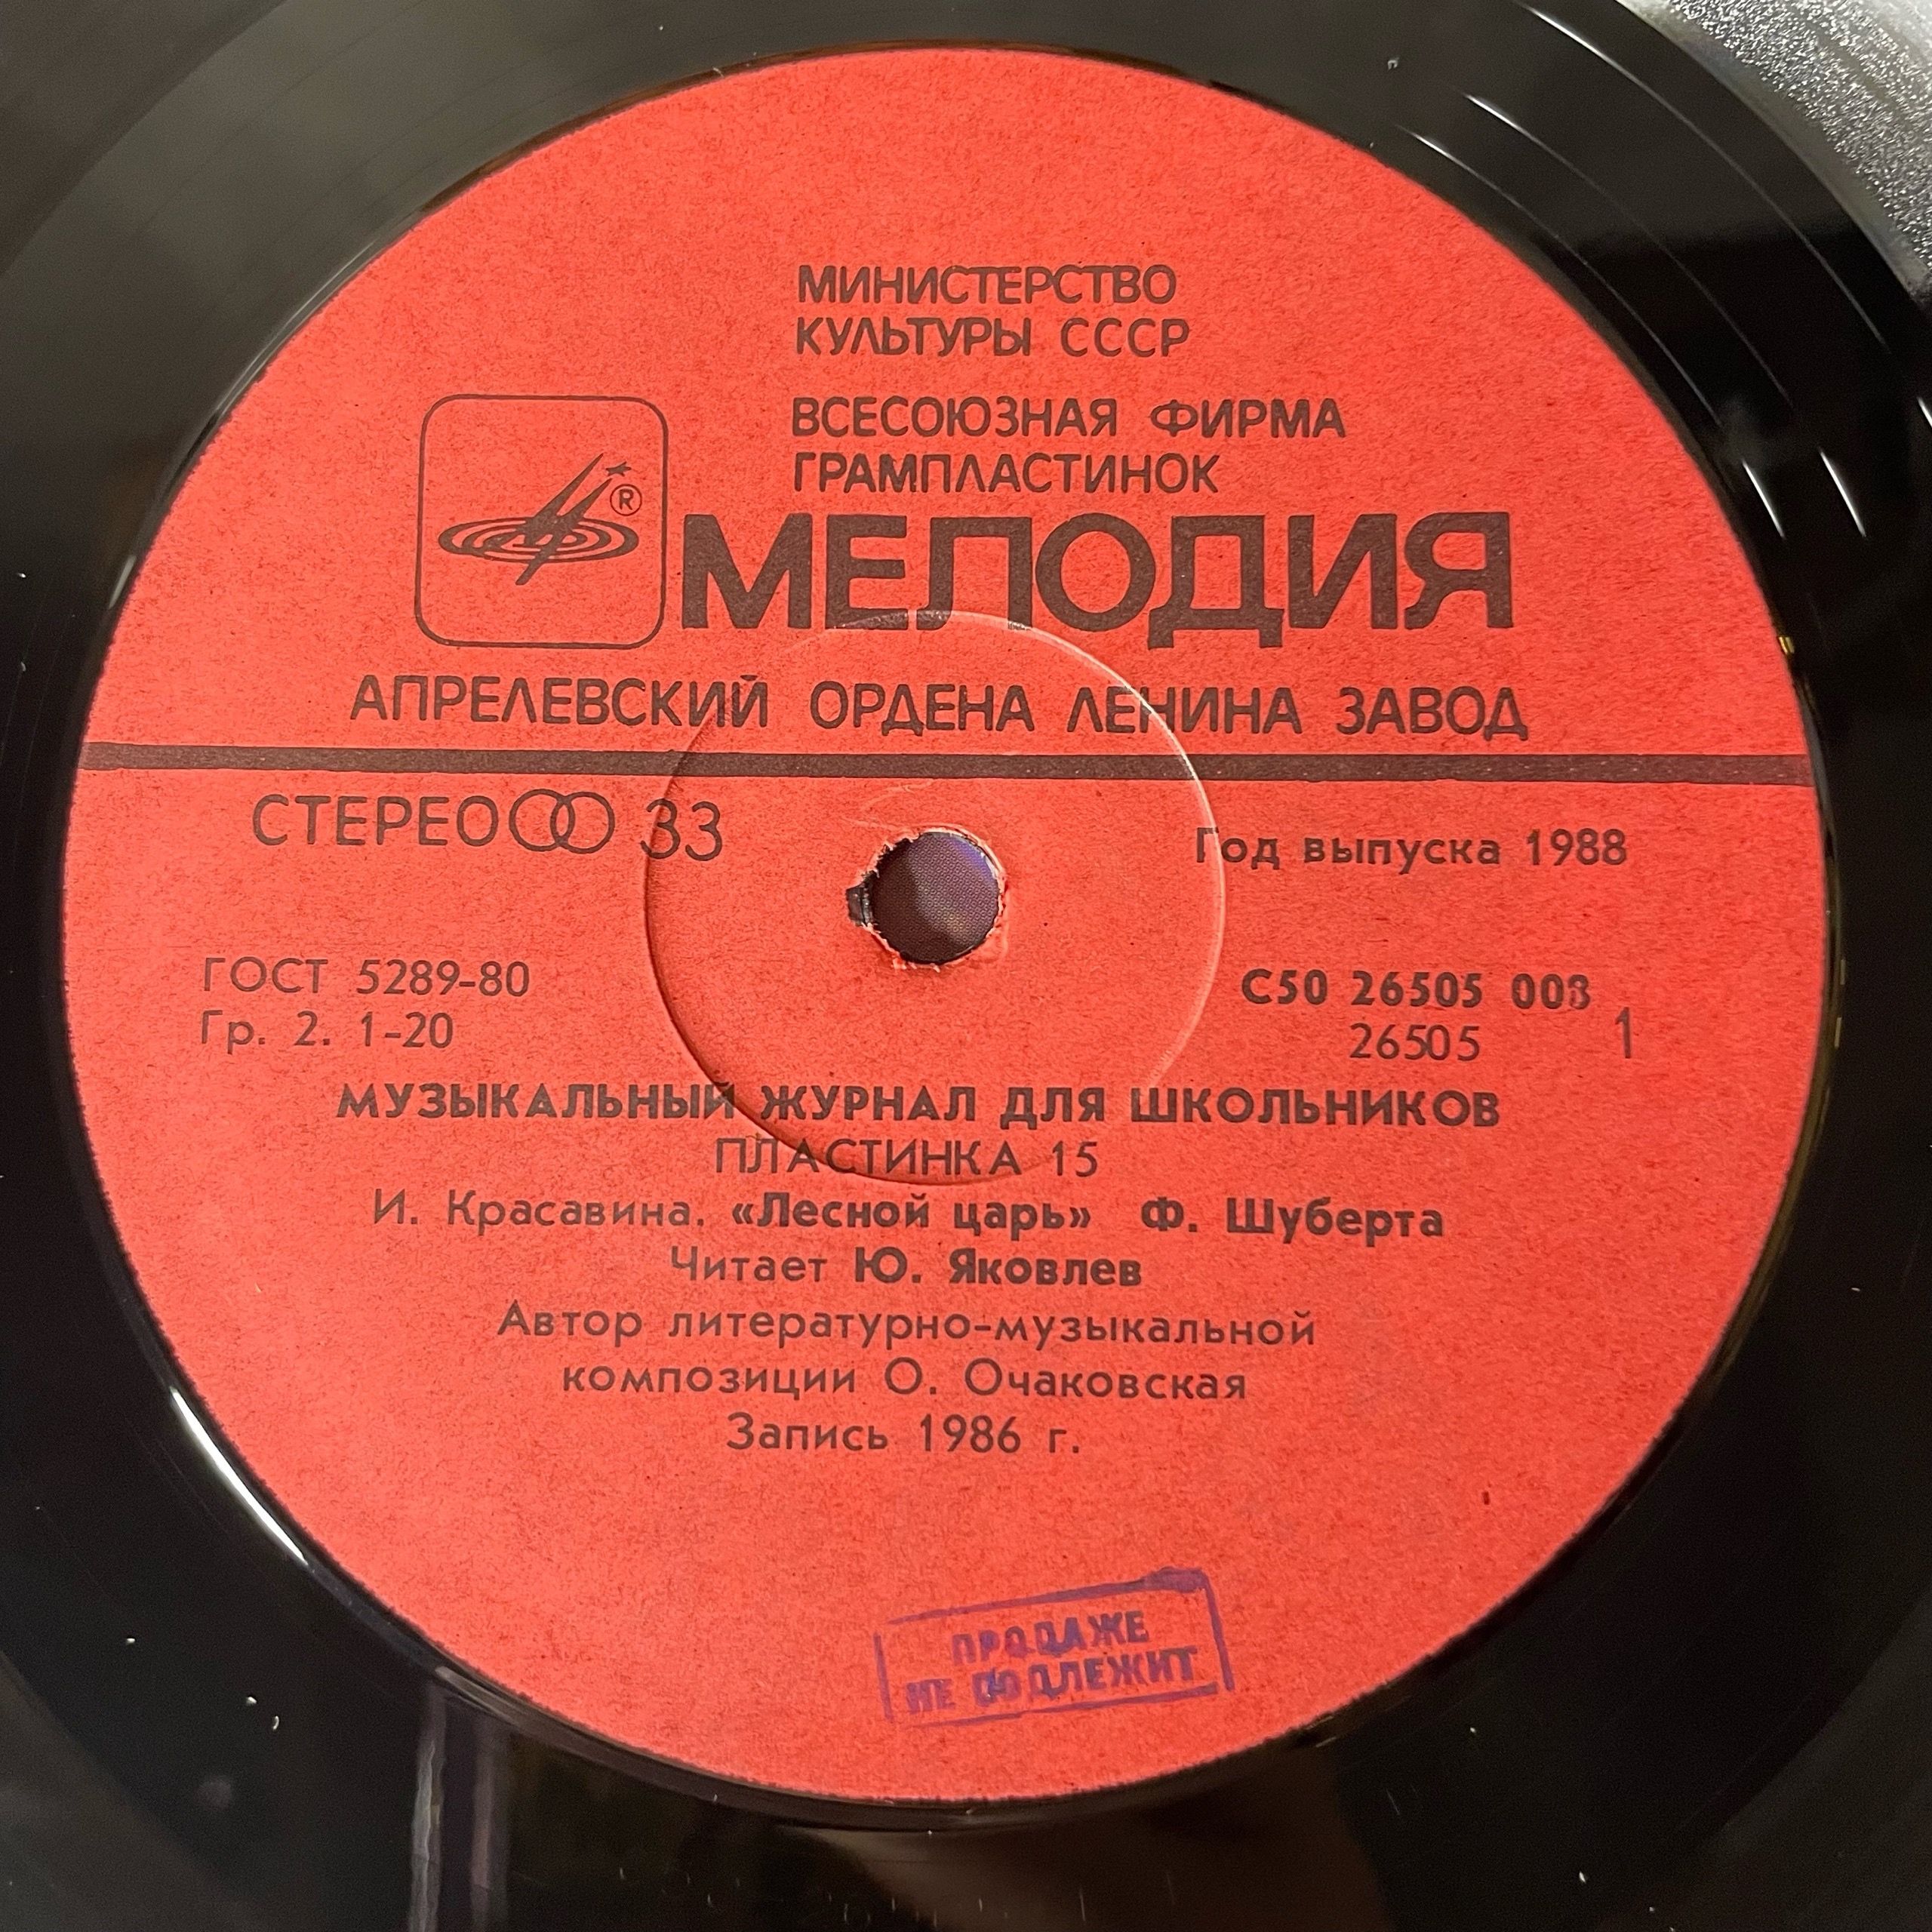 МИНИСТЕРСТВО
КУЛЬТУРЫ СССР
ВСЕСОЮЗНАЯ ФИРМА
ГРАМПЛАСТИНОК
®
МЕЛОДИЯ
АПРЕЛЕВСКИЙ ОРДЕНА ЛЕНИНА ЗАВОД
СТЕРЕО 33
Год выпуска 1988
ГОСТ 5289-80
Гр. 2. 1-20
С50 26505 008
26505 1
МУЗЫКАЛЬНЫЙ ЖУРНАЛ ДЛЯ ШКОЛЬНИКОВ
ПЛАСТИНКА 15
И. Красавина. «Лесной царь» Ф. Шуберта
Читает Ю. Яковлев
Автор литературно-музыкальной
композиции О. Очаковская
Запись 1986 г.
ПРОДАЖЕ
НЕ ПОДЛЕЖИТ